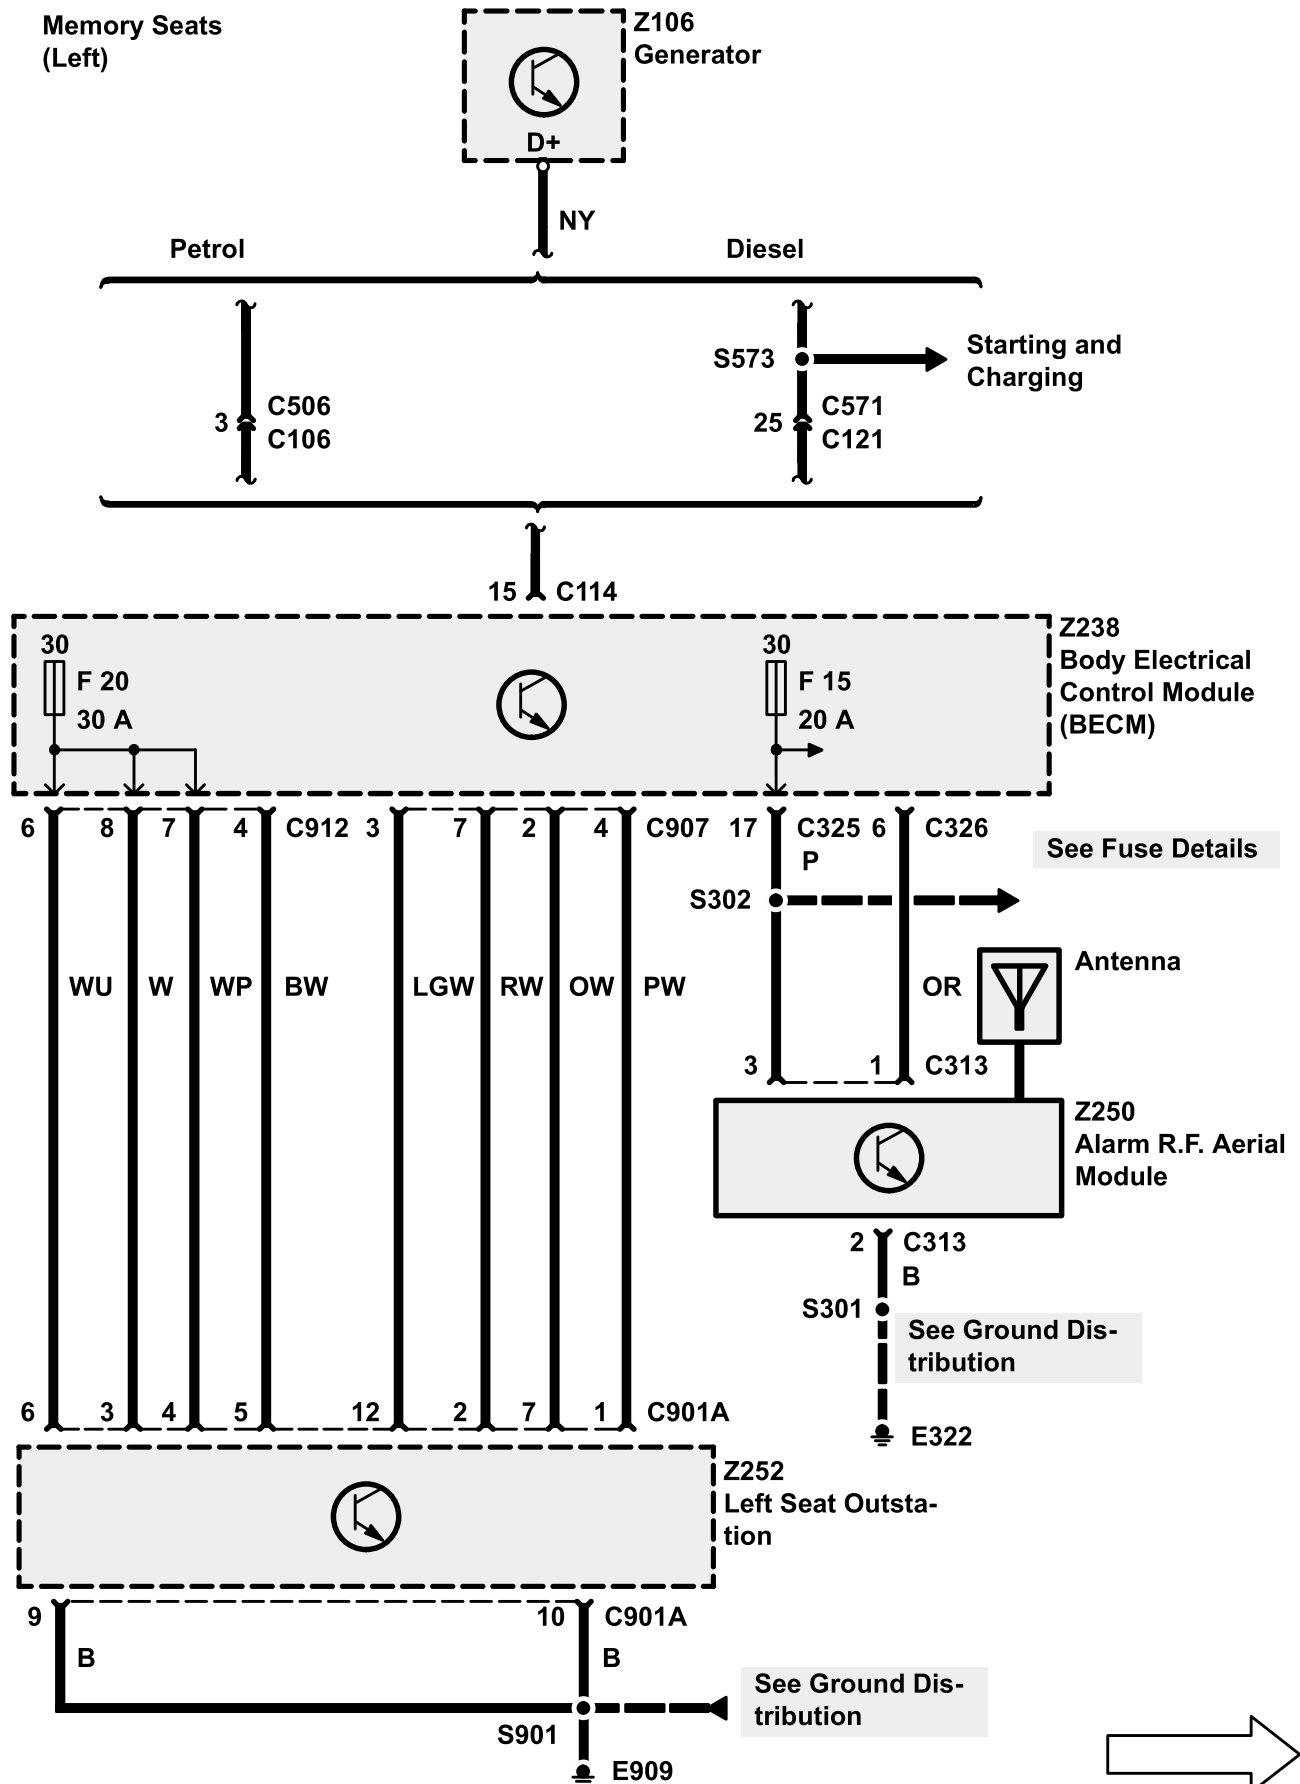 Memory Seats
(Left)
Z106
Generator
D+
NY
Petrol
Diesel
S573
Starting and
Charging
3
C506
C106
25
C571
C121
15
C114
30
F 20
30 A
30
F 15
20 A
Z238
Body Electrical
Control Module
(BECM)
6
8
7
4
C912
3
7
2
4
C907
17
C325
6
C326
P
See Fuse Details
S302
WU
W
WP
BW
LGW
RW
OW
PW
OR
Antenna
3
1
C313
Z250
Alarm R.F. Aerial
Module
2
C313
B
S301
See Ground Dis-
tribution
E322
6
3
4
5
12
2
7
1
C901A
Z252
Left Seat Outsta-
tion
9
10
C901A
B
B
See Ground Dis-
tribution
S901
E909